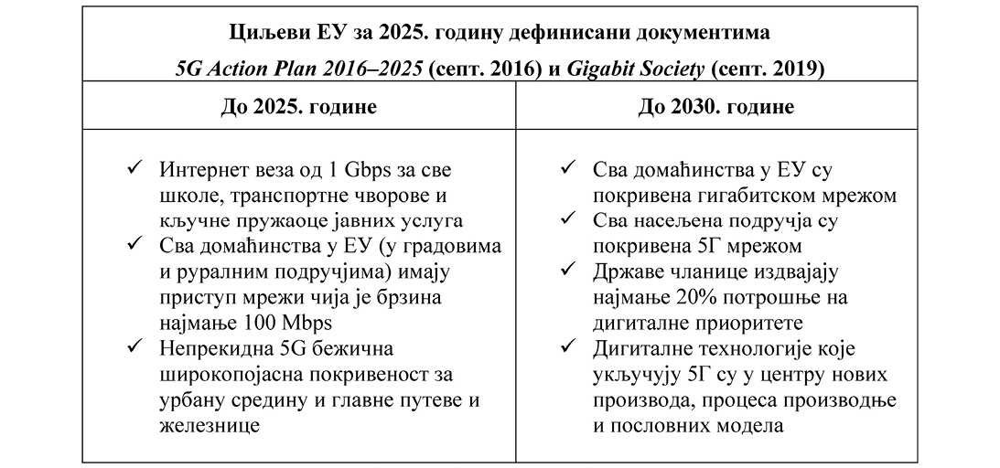 Циљеви ЕУ за 2025. годину дефинисани документима
5G Action Plan 2016–2025 (септ. 2016) и Gigabit Society (септ. 2019)
До 2025. године
✓ Интернет веза од 1 Gbps за све
школе, транспортне чворове и
кључне пружаоце јавних услуга
✓ Сва домаћинства у ЕУ (у градовима
и руралним подручјима) имају
приступ мрежи чија је брзина
најмање 100 Mbps
✓ Непрекидна 5G бежична
широкопојасна покривеност за
урбану средину и главне путеве и
железнице
До 2030. године
✓ Сва домаћинства у ЕУ су
покривена гигабитском мрежом
✓ Сва насељена подручја су
покривена 5Г мрежом
✓ Државе чланице издвајају
најмање 20% потрошње на
дигиталне приоритете
✓ Дигиталне технологије које
укључују 5Г су у центру нових
производа, процеса производње
и пословних модела